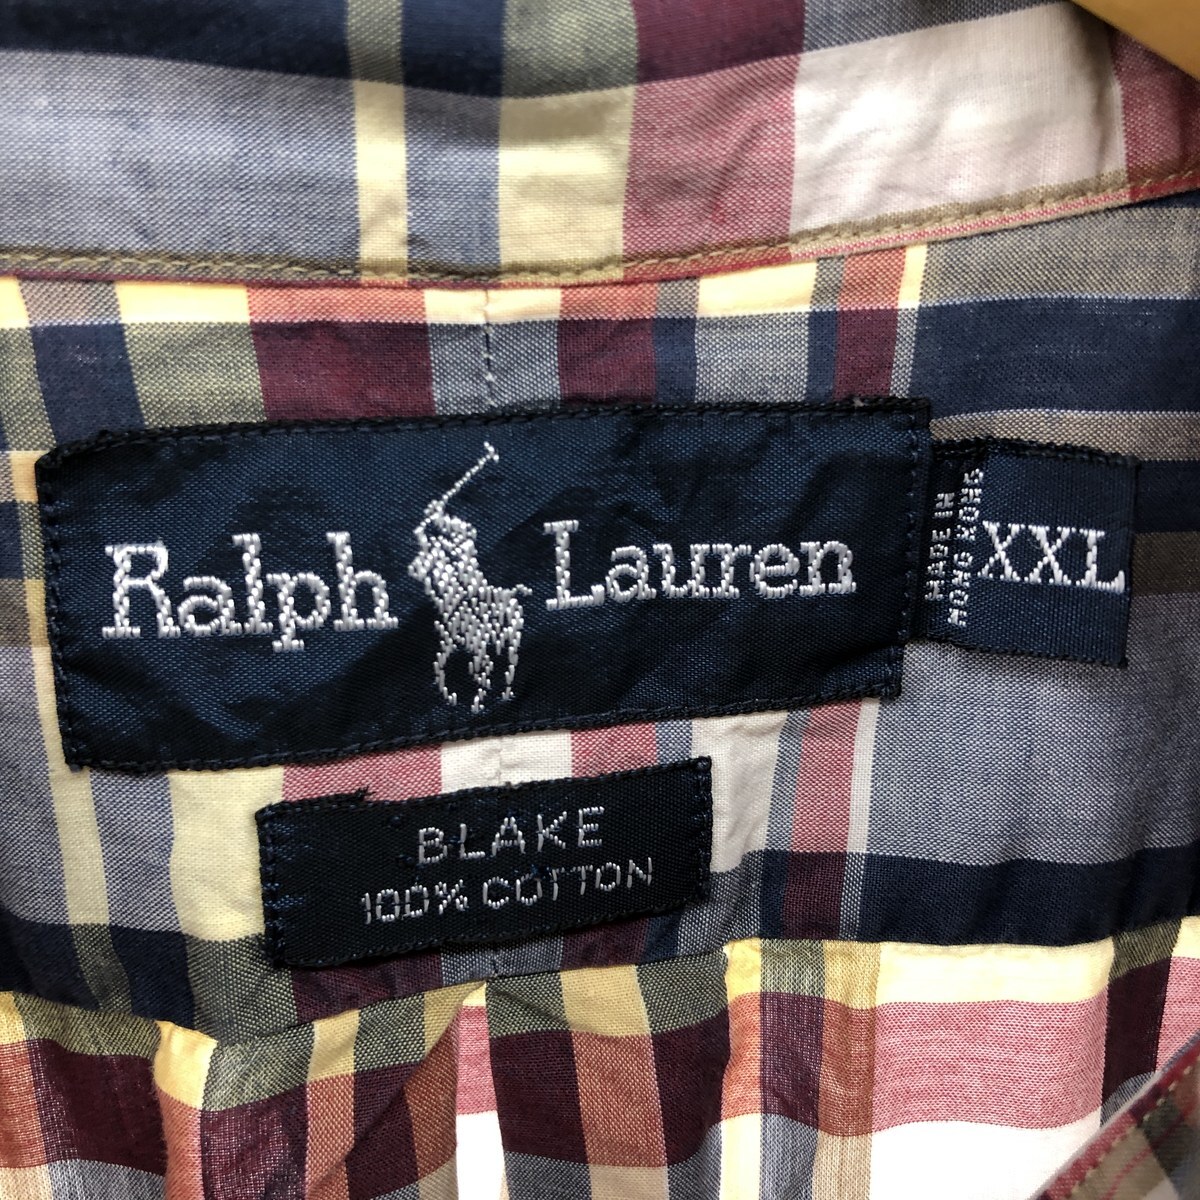 Ralph Lauren
MADE IN
HONG KONG
XXL
BLAKE
100% COTTON